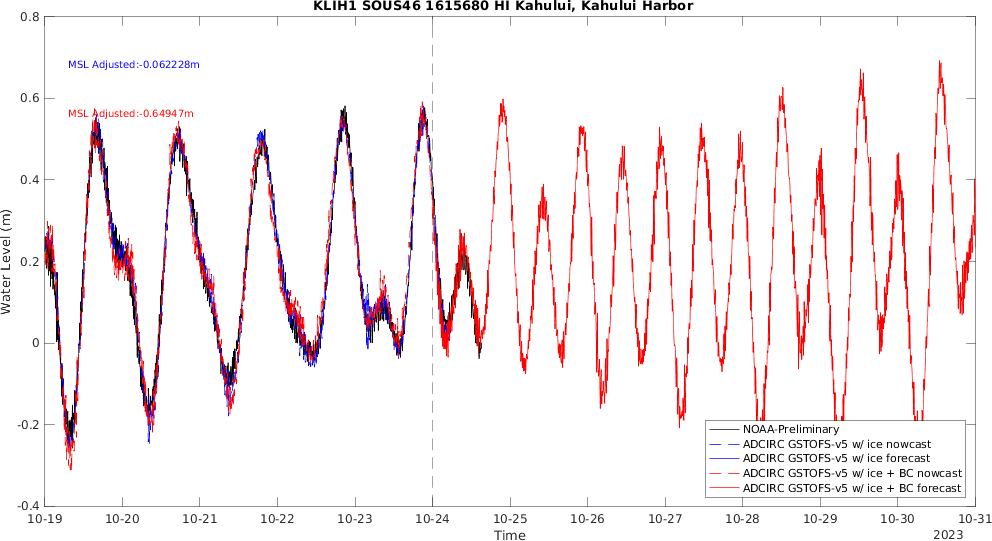 KLIH1 SOUS46 1615680 HI Kahului, Kahului Harbor
0.8
MSL Adjusted:-0.062228m
0.6
MSL Adjusted:-0.64947m
0.4
Water Level (m)
0.2
0
-0.2
NOAA-Preliminary
ADCIRC GSTOFS-v5 w/ ice nowcast
ADCIRC GSTOFS-v5 w/ ice forecast
ADCIRC GSTOFS-v5 w/ ice + BC nowcast
ADCIRC GSTOFS-v5 w/ ice + BC forecast
-0.4
10-19 10-20 10-21 10-22 10-23 10-24 10-25 10-26 10-27 10-28 10-29 10-30 10-31
Time
2023